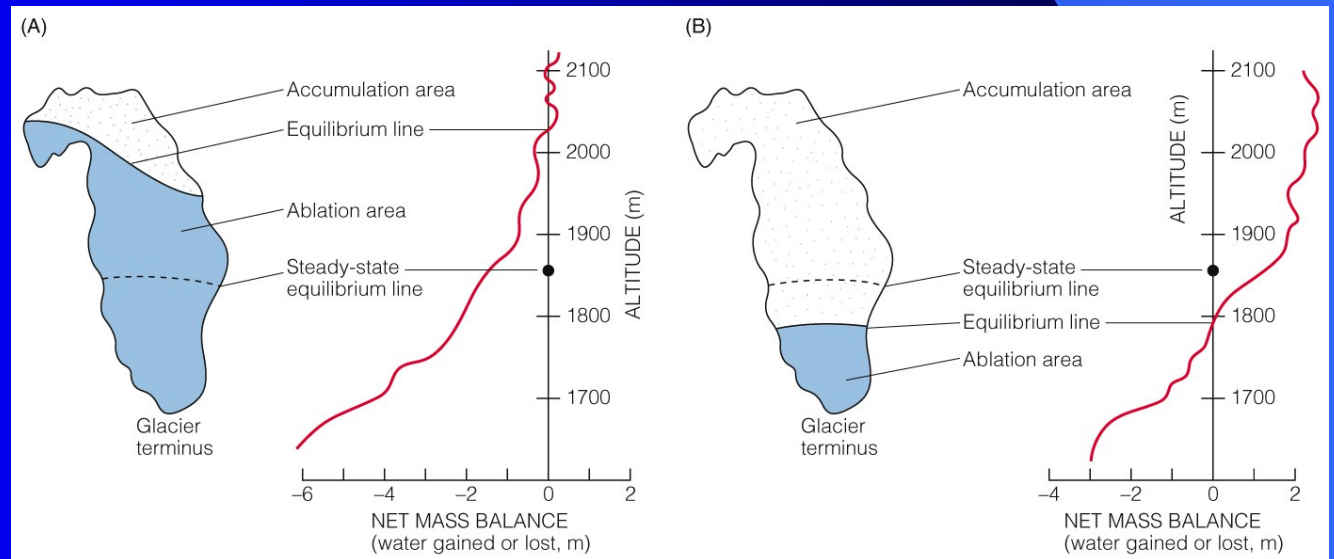 (A)
Accumulation area
Equilibrium line
Ablation area
Steady-state
equilibrium line
Glacier
terminus
2100
2000
1900
1800
1700
ALTITUDE (m)
–6
–4
–2
0
2
NET MASS BALANCE
(water gained or lost, m)
(B)
Accumulation area
Steady-state
equilibrium line
Equilibrium line
Ablation area
Glacier
terminus
ALTITUDE (m)
2100
2000
1900
1800
1700
–4
–2
0
2
NET MASS BALANCE
(water gained or lost, m)